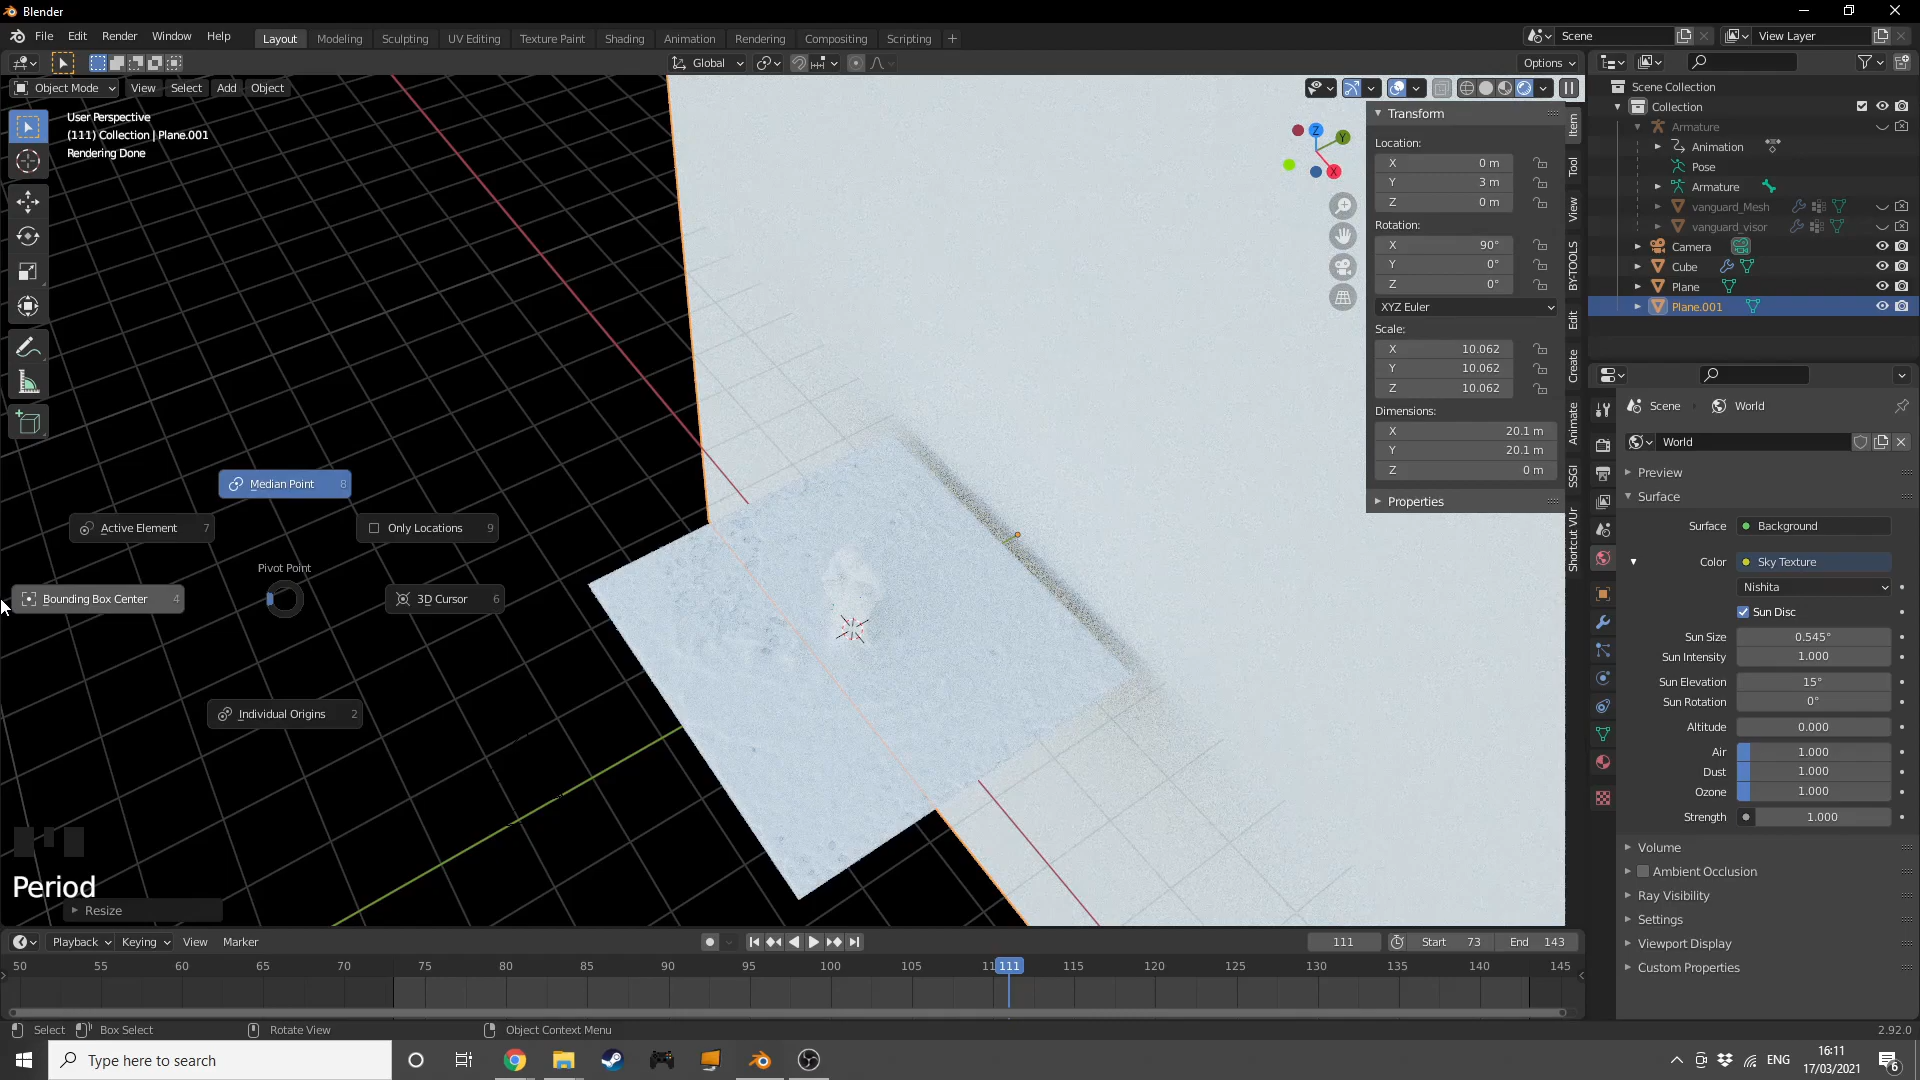 Blender
File Edit Render Window Help
Layout Modeling Sculpting UV Editing Texture Paint Shading Animation Rendering Compositing Scripting +
Scene
View Layer
Global
Options
Object Mode View Select Add Object
User Perspective
(111) Collection | Plane.001
Rendering Done
Z
Y
X
Transform
Location:
X 0 m
Y 3 m
Z 0 m
Rotation:
X 90°
Y 0°
Z 0°
XYZ Euler
Scale:
X 10.062
Y 10.062
Z 10.062
Dimensions:
X 20.1 m
Y 20.1 m
Z 0 m
Properties
Item
Tool
View
BY-TOOLS
Edit
Create
Animate
SSGI
Shortcut VUr
Scene Collection
Collection
Armature
Animation
Pose
Armature
vanguard_Mesh
vanguard_visor
Camera
Cube
Plane
Plane.001
Scene World
World
Preview
Surface
Surface Background
Color Sky Texture
Nishita
Sun Disc
Sun Size 0.545°
Sun Intensity 1.000
Sun Elevation 15°
Sun Rotation 0°
Altitude 0.000
Air 1.000
Dust 1.000
Ozone 1.000
Strength 1.000
Volume
Ambient Occlusion
Ray Visibility
Settings
Viewport Display
Custom Properties
Median Point 8
Active Element 7
Only Locations 9
Pivot Point
Bounding Box Center 4
3D Cursor 6
Individual Origins 2
Period
Resize
Playback Keying View Marker
111
Start 73
End 143
50 55 60 65 70 75 80 85 90 95 100 105 11 111 115 120 125 130 135 140 145
Select Box Select Rotate View Object Context Menu
2.92.0
Type here to search
ENG
16:11
17/03/2021
6